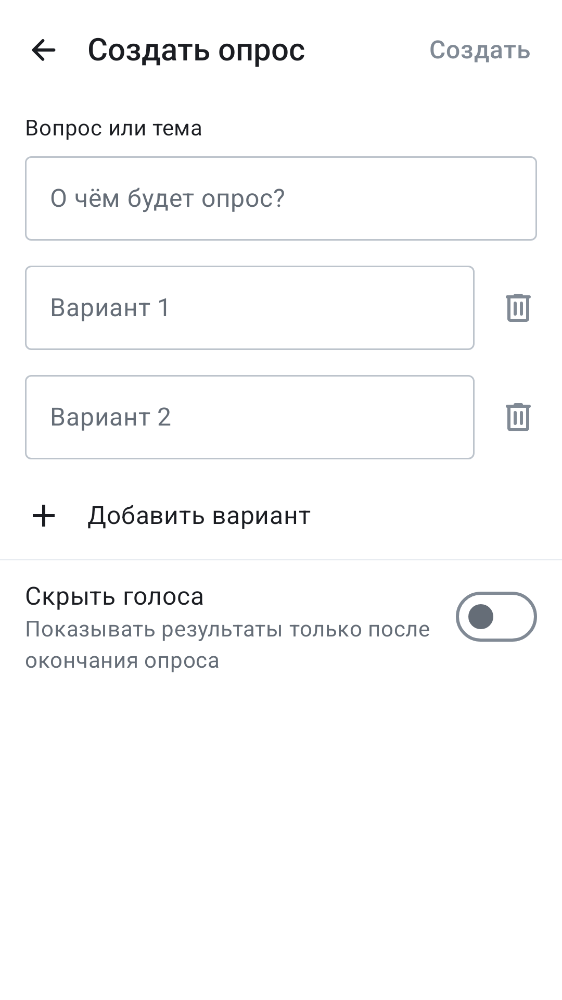 Создать опрос
Создать
Вопрос или тема
О чём будет опрос?
Вариант 1
Вариант 2
Добавить вариант
Скрыть голоса
Показывать результаты только после
окончания опроса